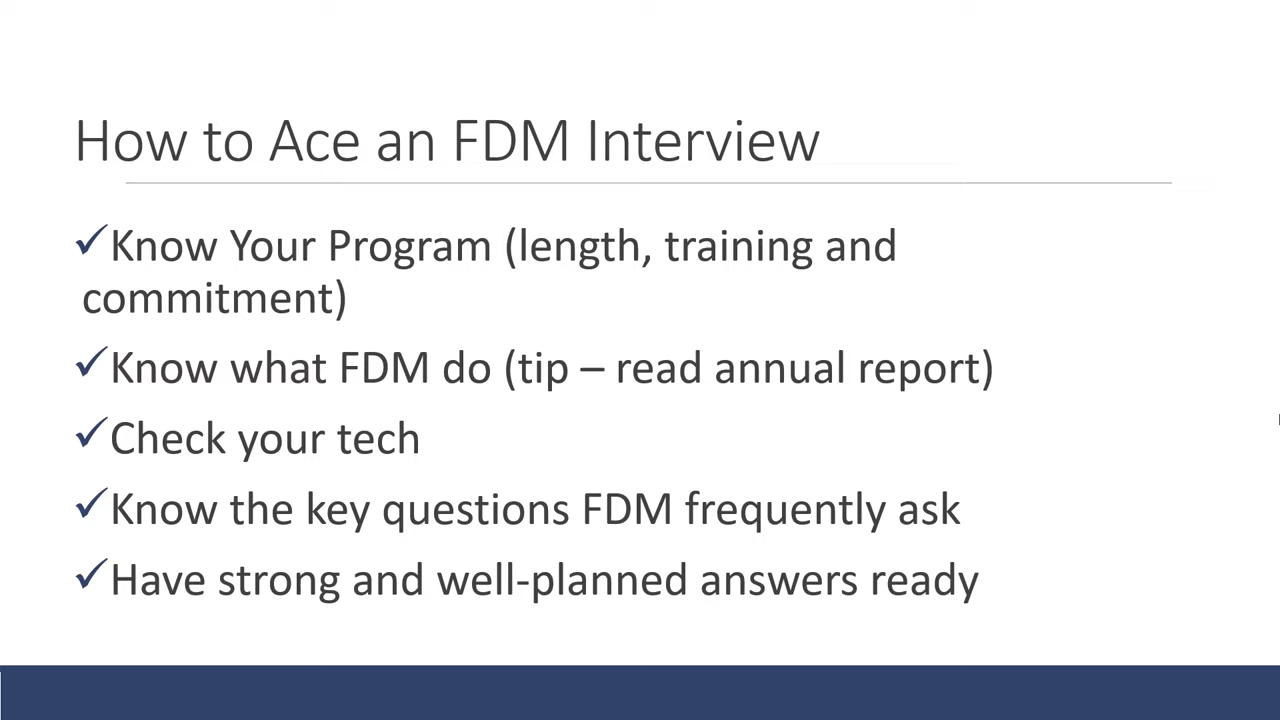 How to Ace an FDM Interview
✓Know Your Program (length, training and
commitment)
✓Know what FDM do (tip – read annual report)
✓Check your tech
✓Know the key questions FDM frequently ask
✓Have strong and well-planned answers ready